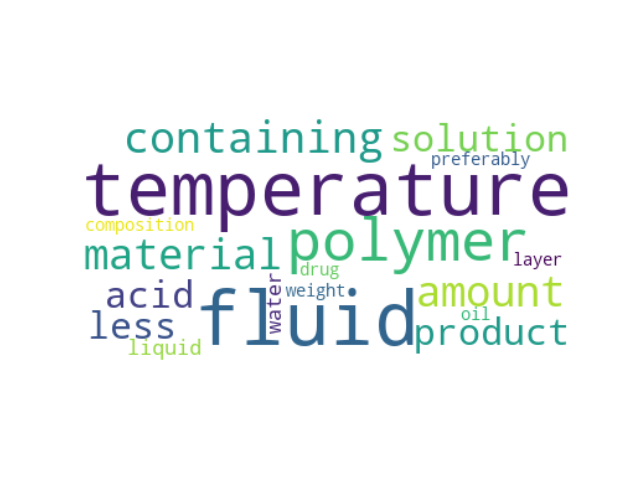 containing solution
preferably
temperature
composition
polymer
material
layer
drug
water
weight
acid
amount
fluid
oil
less
product
liquid